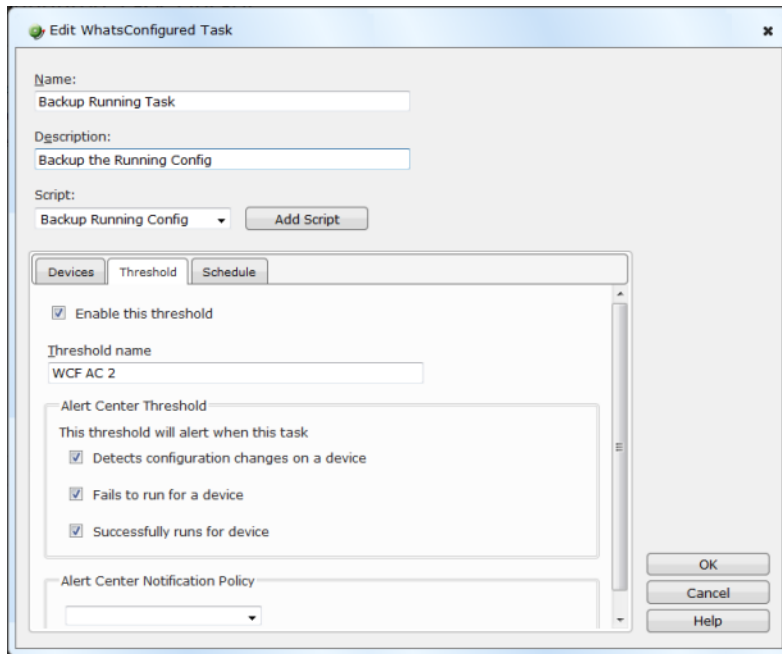 Edit WhatsConfigured Task
Name:
Backup Running Task
Description:
Backup the Running Config
Script:
Backup Running Config Add Script
Devices Threshold Schedule
Enable this threshold
Threshold name
WCF AC 2
Alert Center Threshold
This threshold will alert when this task
Detects configuration changes on a device
Fails to run for a device
Successfully runs for device
Alert Center Notification Policy
OK
Cancel
Help